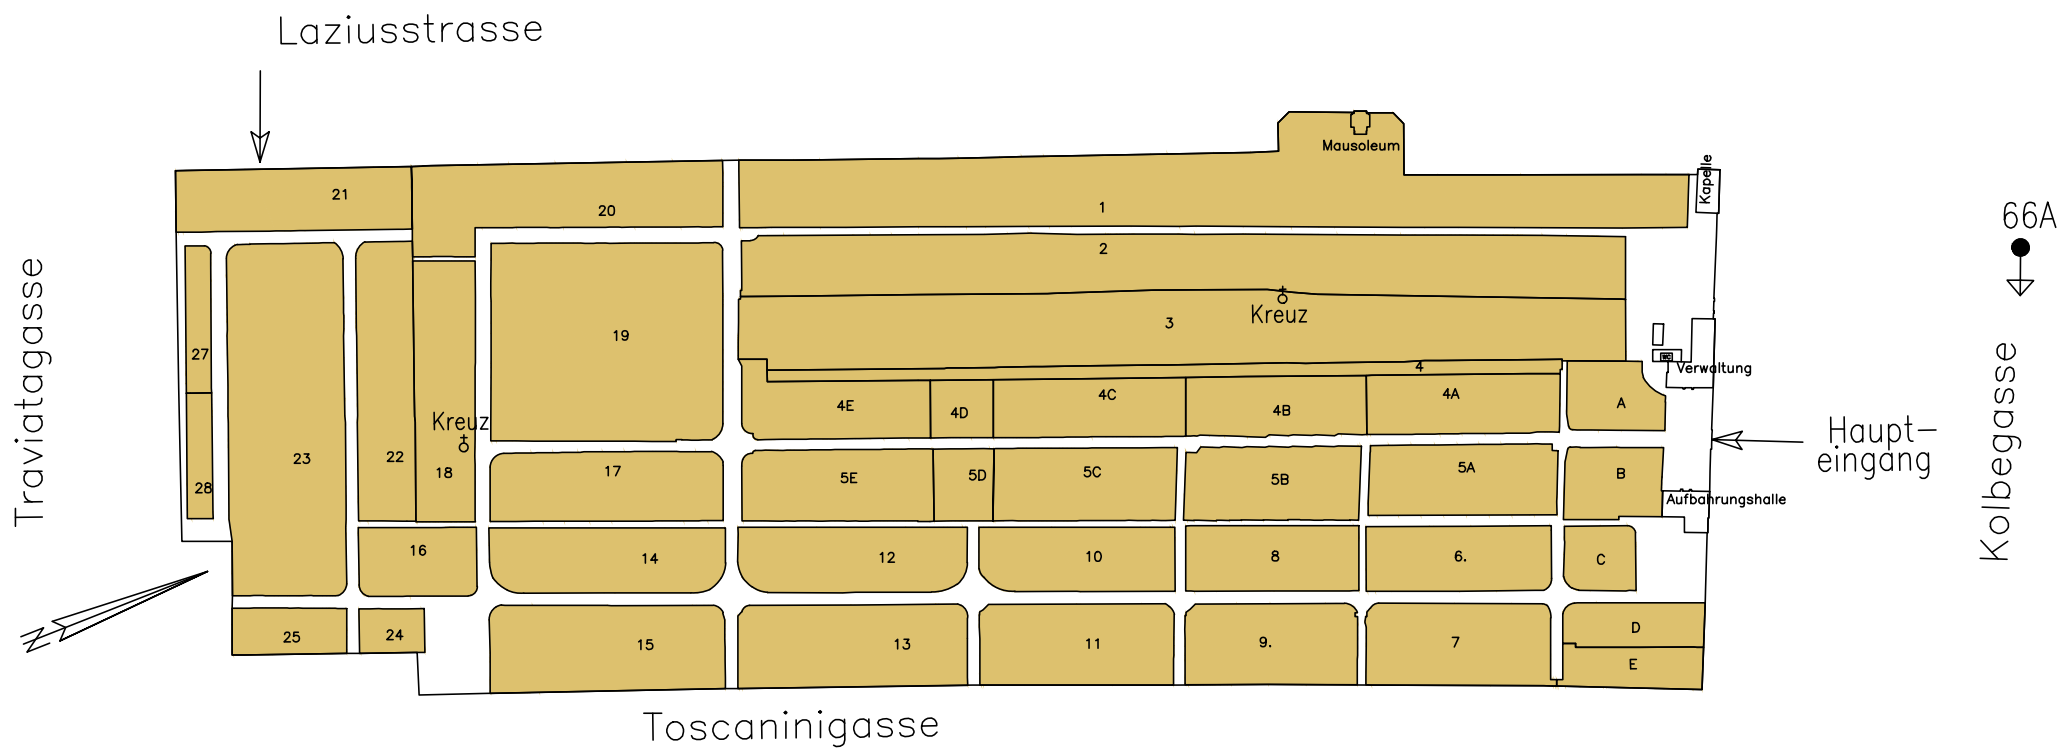 Laziusstrasse
Mausoleum
Kapelle
21
20
1
66A
2
Kreuz
3
19
27
4
Verwaltung
WC
4E
4D
4C
4B
4A
A
Kreuz
Haupt-
eingang
Traviatagasse
Kolbegasse
23
22
18
17
28
5E
5D
5C
5B
5A
B
Aufbahrungshalle
16
14
12
10
8
6.
C
N
25
24
15
13
11
9.
7
D
E
Toscaninigasse